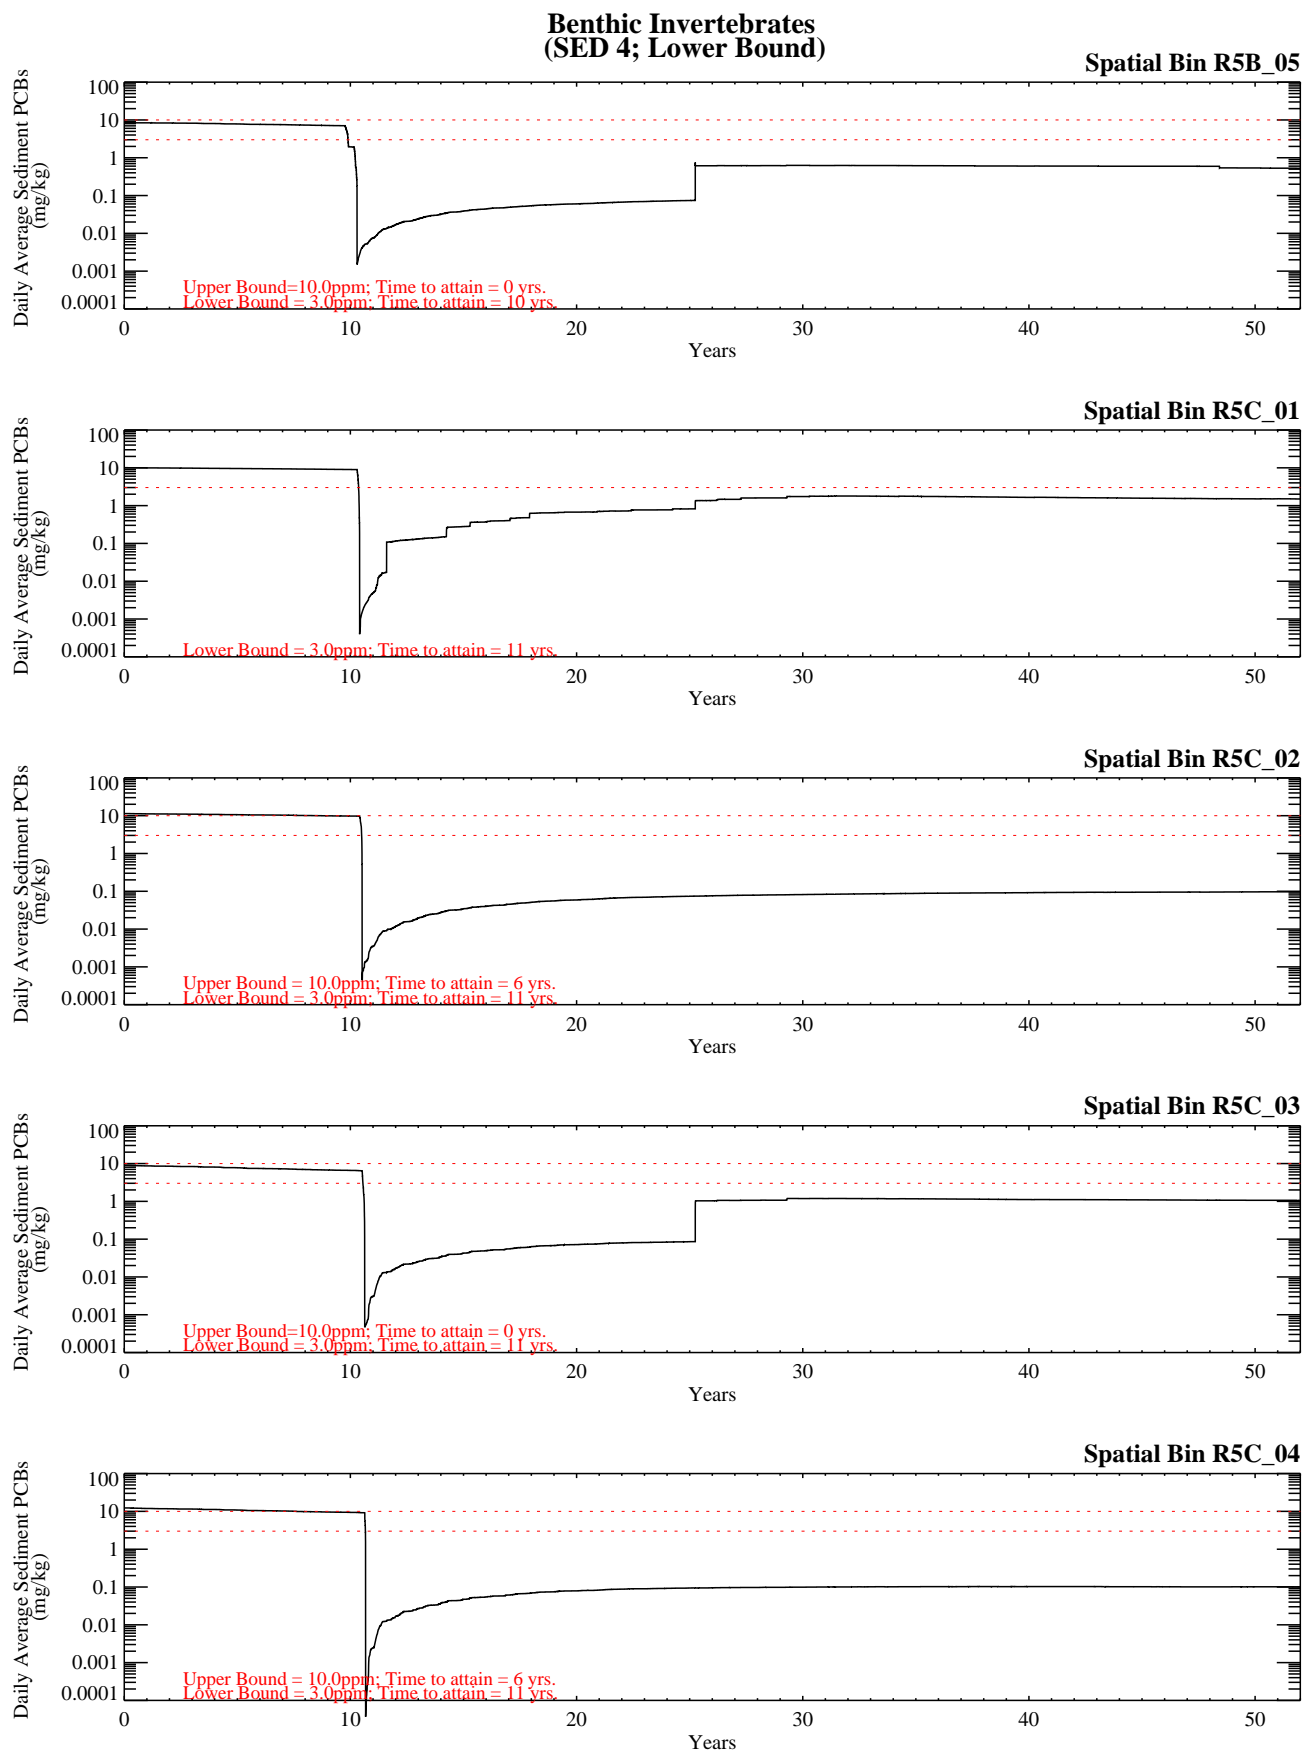 Benthic Invertebrates
(SED 4; Lower Bound)
Spatial Bin R5B_05
Daily Average Sediment PCBs
(mg/kg)
100
10
1
0.1
0.01
0.001
0.0001
Upper Bound=10.0ppm; Time to attain = 0 yrs.
Lower Bound = 3.0ppm; Time to attain = 10 yrs.
0 10 20 30 40 50
Years
Spatial Bin R5C_01
Daily Average Sediment PCBs
(mg/kg)
100
10
1
0.1
0.01
0.001
0.0001
Lower Bound = 3.0ppm; Time to attain = 11 yrs.
0 10 20 30 40 50
Years
Spatial Bin R5C_02
Daily Average Sediment PCBs
(mg/kg)
100
10
1
0.1
0.01
0.001
0.0001
Upper Bound = 10.0ppm; Time to attain = 6 yrs.
Lower Bound = 3.0ppm; Time to attain = 11 yrs.
0 10 20 30 40 50
Years
Spatial Bin R5C_03
Daily Average Sediment PCBs
(mg/kg)
100
10
1
0.1
0.01
0.001
0.0001
Upper Bound=10.0ppm; Time to attain = 0 yrs.
Lower Bound = 3.0ppm; Time to attain = 11 yrs.
0 10 20 30 40 50
Years
Spatial Bin R5C_04
Daily Average Sediment PCBs
(mg/kg)
100
10
1
0.1
0.01
0.001
0.0001
Upper Bound = 10.0ppm; Time to attain = 6 yrs.
Lower Bound = 3.0ppm; Time to attain = 11 yrs.
0 10 20 30 40 50
Years